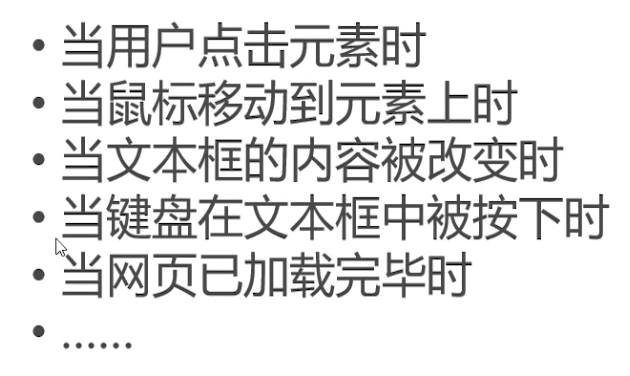 • 当用户点击元素时
• 当鼠标移动到元素上时
• 当文本框的内容被改变时
• 当键盘在文本框中被按下时
• 当网页已加载完毕时
• ……